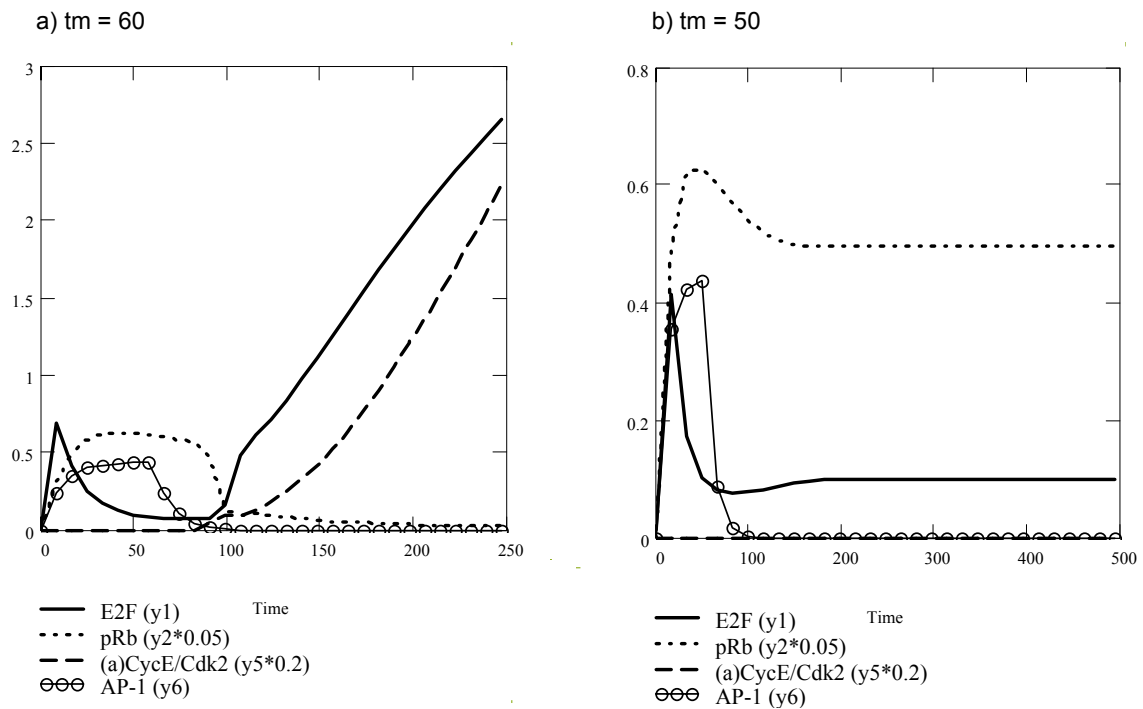 a) tm = 60
3
2.5
2
1.5
1
0.5
0
0 50 100 150 200 250
Time
E2F (y1)
pRb (y2*0.05)
(a)CycE/Cdk2 (y5*0.2)
AP-1 (y6)
b) tm = 50
0.8
0.6
0.4
0.2
0
0 100 200 300 400 500
Time
E2F (y1)
pRb (y2*0.05)
(a)CycE/Cdk2 (y5*0.2)
AP-1 (y6)